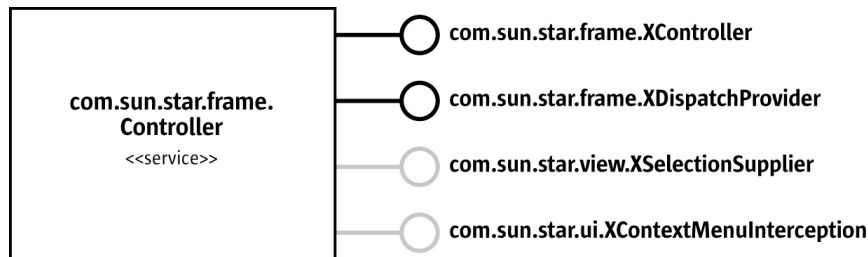 com.sun.star.frame.
Controller
<<service>>
com.sun.star.frame.XController
com.sun.star.frame.XDispatchProvider
com.sun.star.view.XSelectionSupplier
com.sun.star.ui.XContextMenuInterception